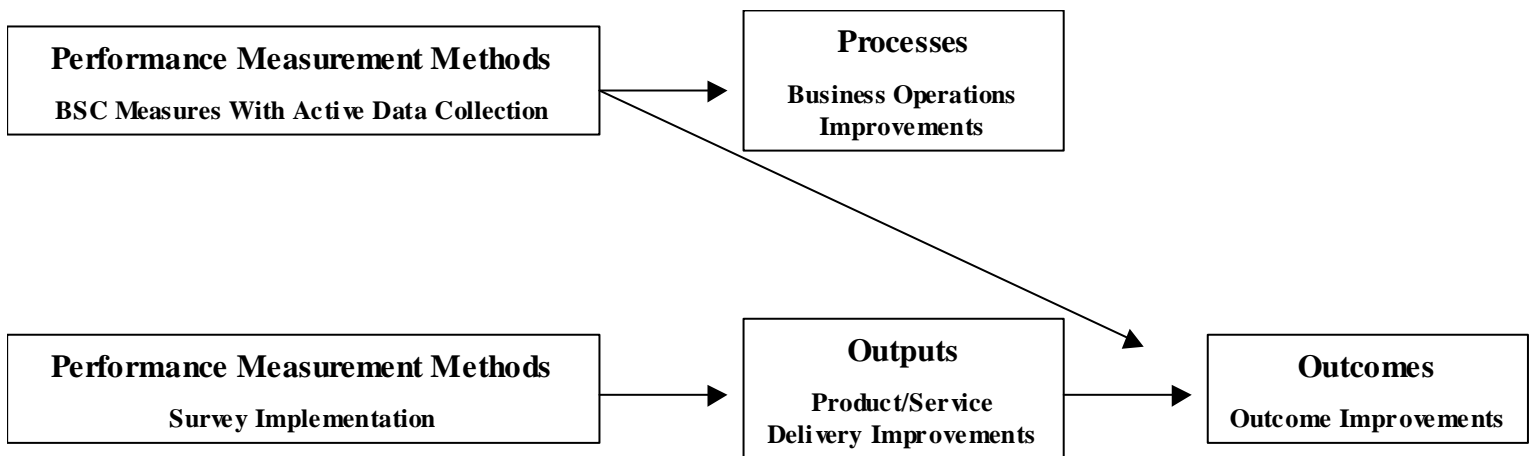 Performance Measurement Methods
BSC Measures With Active Data Collection
Processes
Business Operations
Improvements
Performance Measurement Methods
Survey Implementation
Outputs
Product/Service
Delivery Improvements
Outcomes
Outcome Improvements